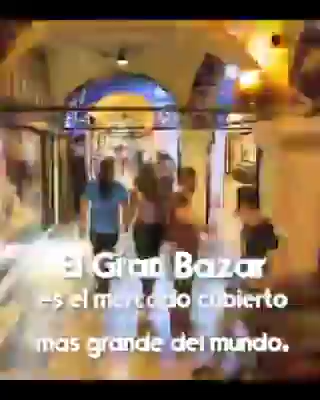 El Gran Bazar
es el mercado cubierto
mas grande del mundo.